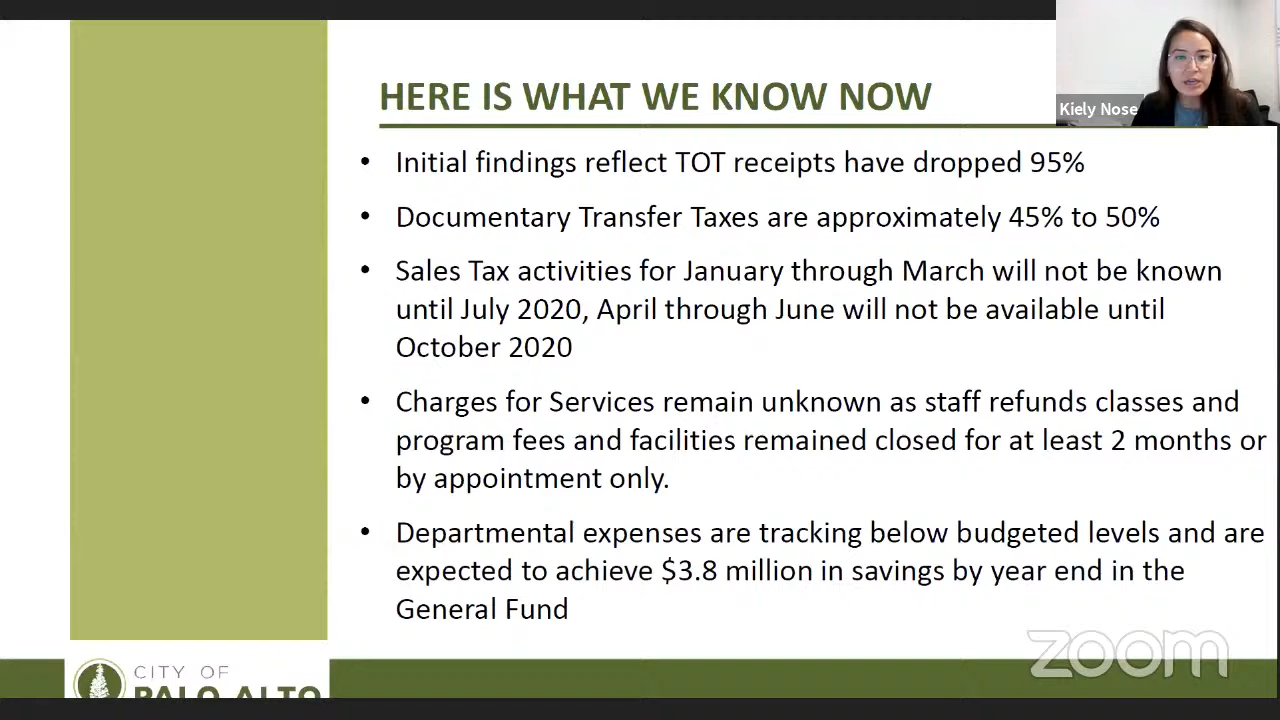 HERE IS WHAT WE KNOW NOW
Kiely Nose
• Initial findings reflect TOT receipts have dropped 95%
• Documentary Transfer Taxes are approximately 45% to 50%
• Sales Tax activities for January through March will not be known
until July 2020, April through June will not be available until
October 2020
• Charges for Services remain unknown as staff refunds classes and
program fees and facilities remained closed for at least 2 months or
by appointment only.
• Departmental expenses are tracking below budgeted levels and are
expected to achieve $3.8 million in savings by year end in the
General Fund
zoom
CITY OF
PALO ALTO